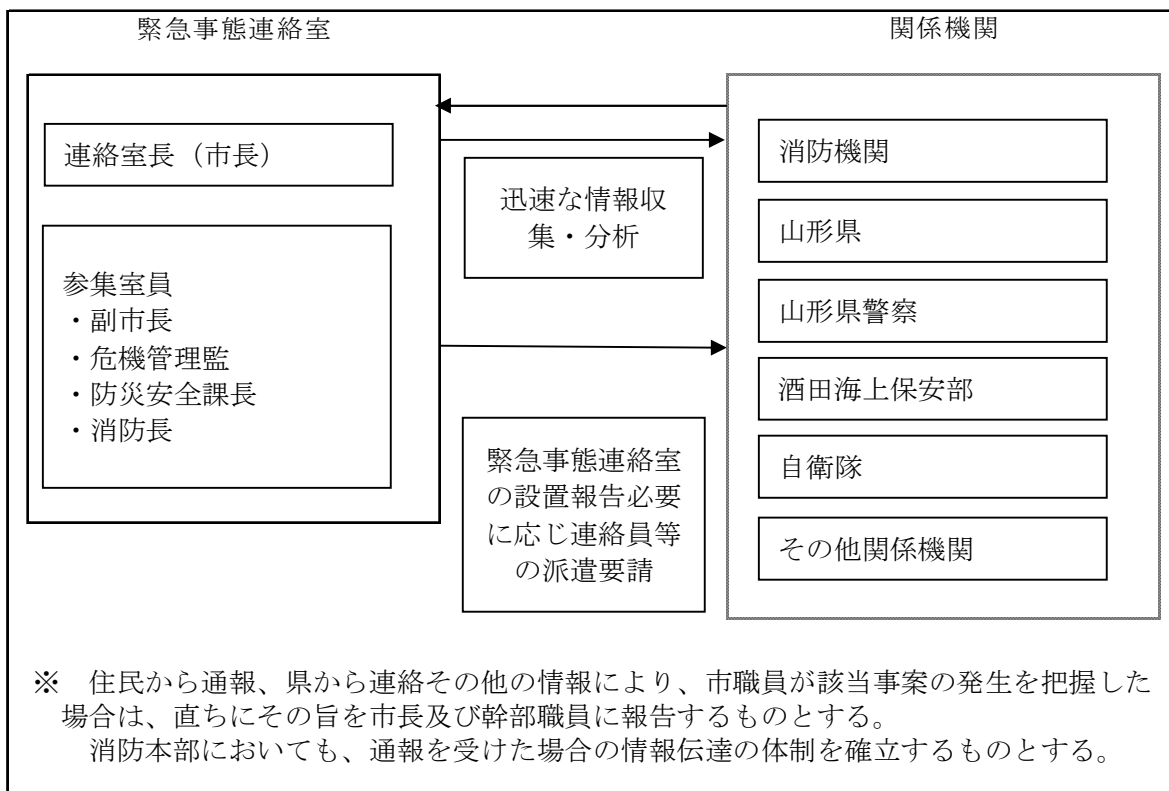 緊急事態連絡室
関係機関
連絡室長（市長）
参集室員
・副市長
・危機管理監
・防災安全課長
・消防長
迅速な情報収
集・分析
緊急事態連絡室
の設置報告必要
に応じ連絡員等
の派遣要請
消防機関
山形県
山形県警察
酒田海上保安部
自衛隊
その他関係機関
※　住民から通報、県から連絡その他の情報により、市職員が該当事案の発生を把握した
場合は、直ちにその旨を市長及び幹部職員に報告するものとする。
消防本部においても、通報を受けた場合の情報伝達の体制を確立するものとする。